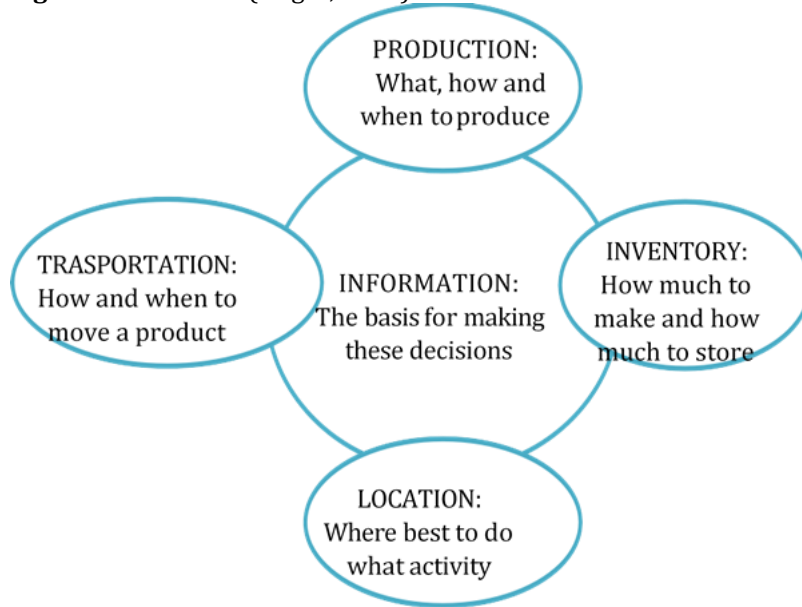 PRODUCTION:
What, how and
when to produce
TRASPORTATION:
How and when to
move a product
INFORMATION:
The basis for making
these decisions
INVENTORY:
How much to
make and how
much to store
LOCATION:
Where best to do
what activity